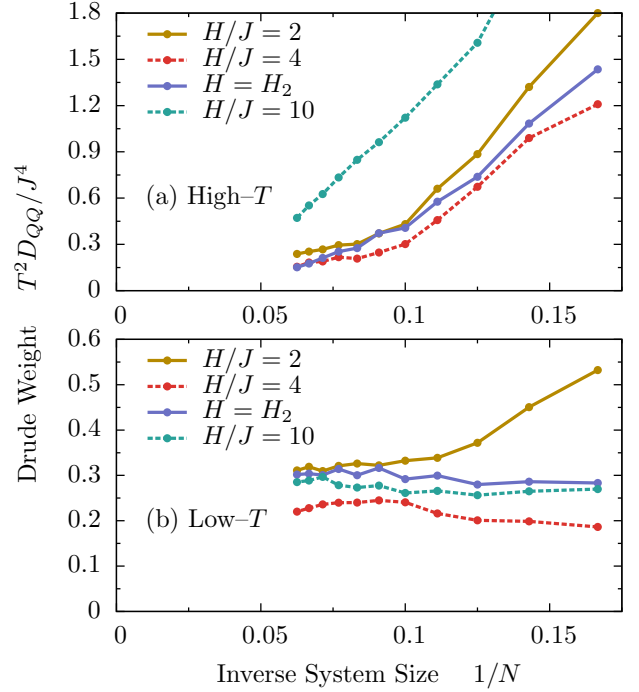 1.8
1.5
1.2
0.9
0.6
0.3
0
H/J = 2
H/J = 4
H = H₂
H/J = 10
(a) High–T
0 0.05 0.1 0.15
Drude Weight T²D_{QQ}/J⁴
0.6
0.5
0.4
0.3
0.2
0.1
0
H/J = 2
H/J = 4
H = H₂
H/J = 10
(b) Low–T
0 0.05 0.1 0.15
Inverse System Size 1/N